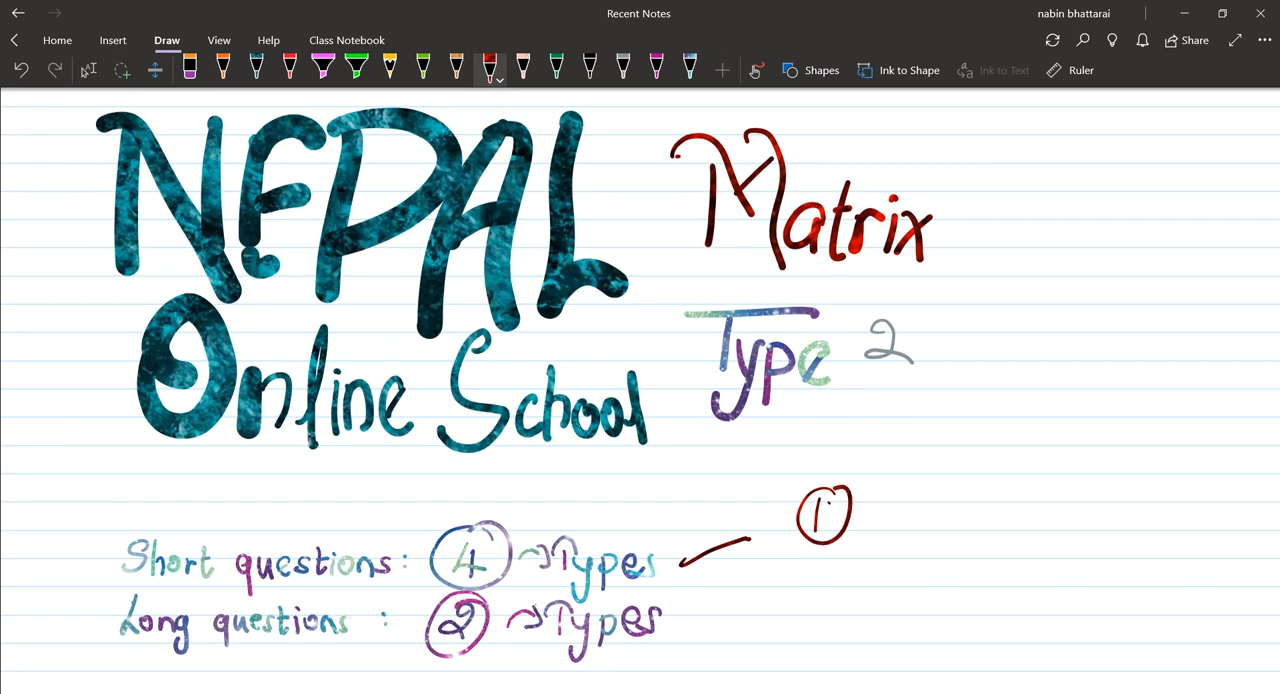 Recent Notes
nabin bhattarai
Home Insert Draw View Help Class Notebook
Share
Shapes Ink to Shape Ink to Text Ruler
NEPAL
Online School
Matrix
Type 2
1
Short questions: 4 → Types
Long questions : 2 → Types